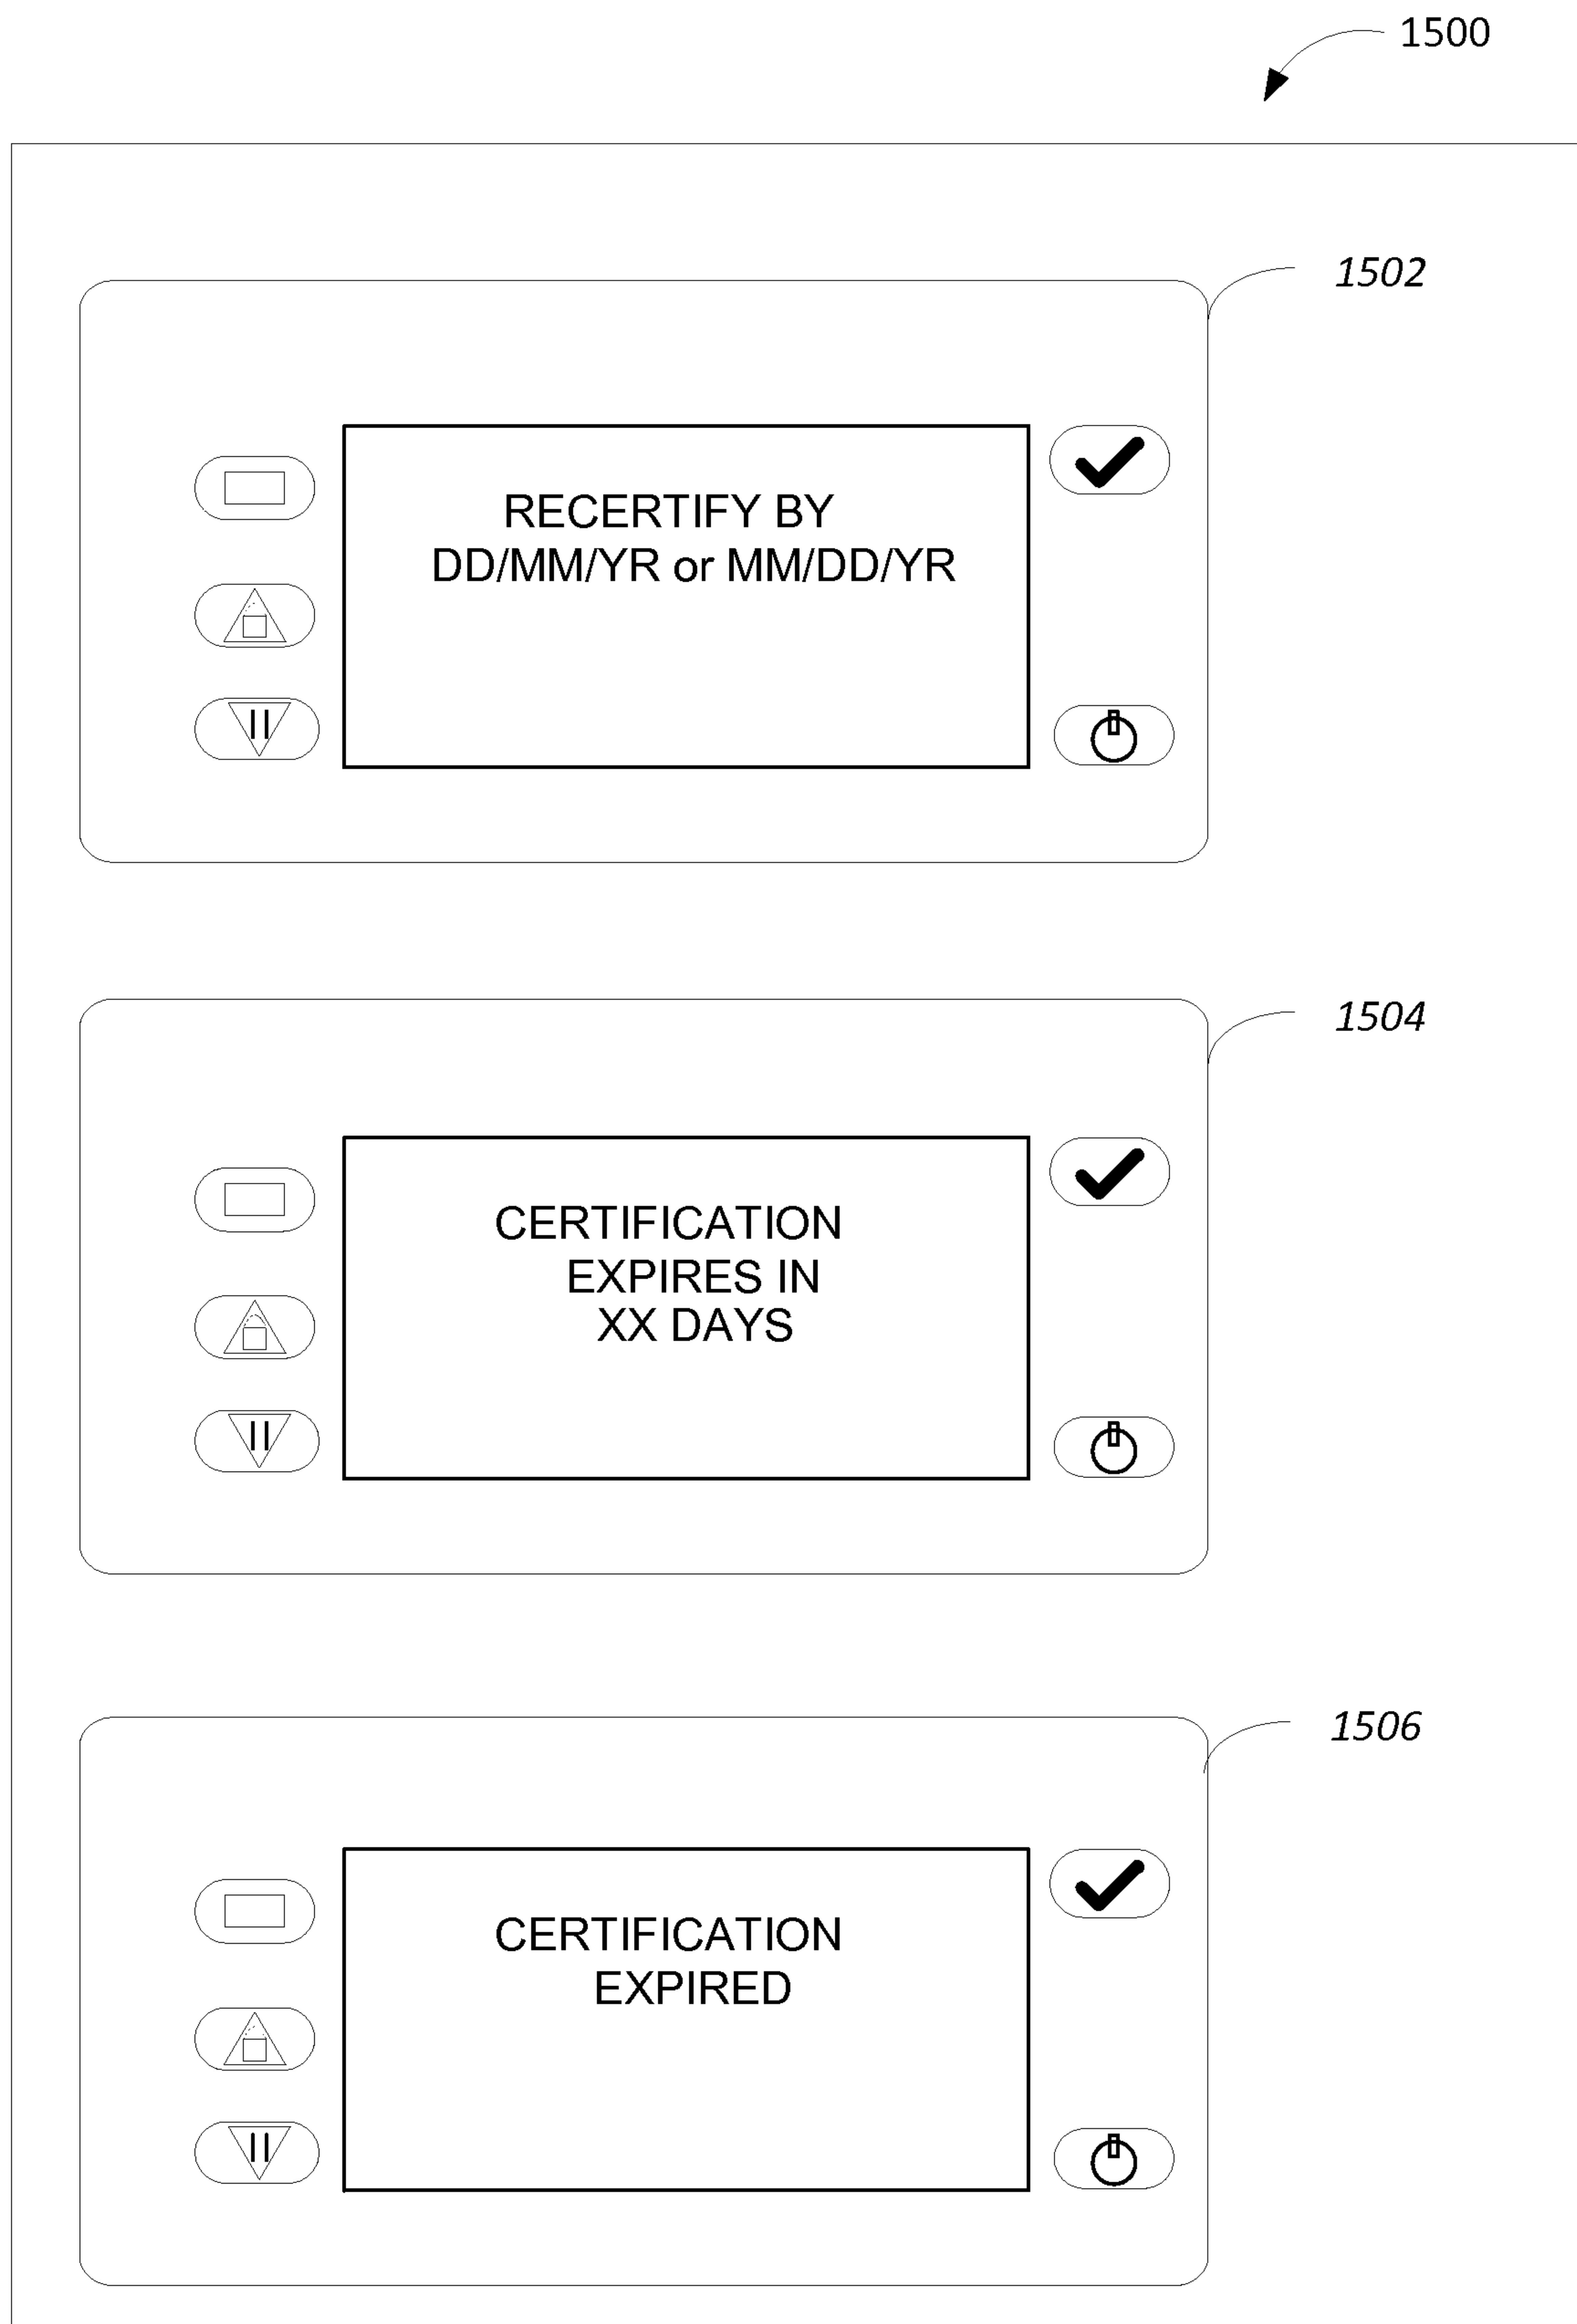 1500
1502
RECERTIFY BY
DD/MM/YR or MM/DD/YR
1504
CERTIFICATION
EXPIRES IN
XX DAYS
1506
CERTIFICATION
EXPIRED